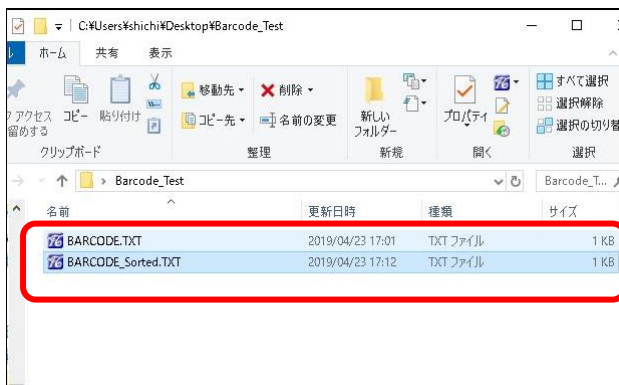 C:¥Users¥shichi¥Desktop¥Barcode_Test
ホーム 共有 表示
クアクセス
留めする
コピー 貼り付け
移動先 削除
コピー先 名前の変更
新しい
フォルダー
プロパティ
すべて選択
選択解除
選択の切り替
クリップボード 整理 新規 開く 選択
Barcode_Test Barcode_T...
名前 更新日時 種類 サイズ
BARCODE.TXT 2019/04/23 17:01 TXT ファイル 1 KB
BARCODE_Sorted.TXT 2019/04/23 17:12 TXT ファイル 1 KB